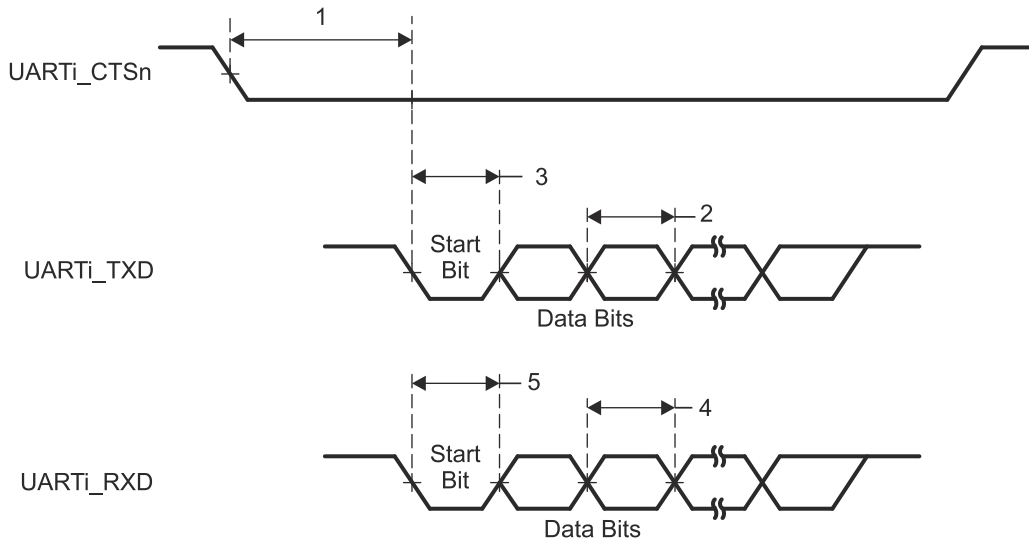 1
UARTi_CTSn
3
2
Start
Bit
UARTi_TXD
Data Bits
5
4
Start
Bit
UARTi_RXD
Data Bits